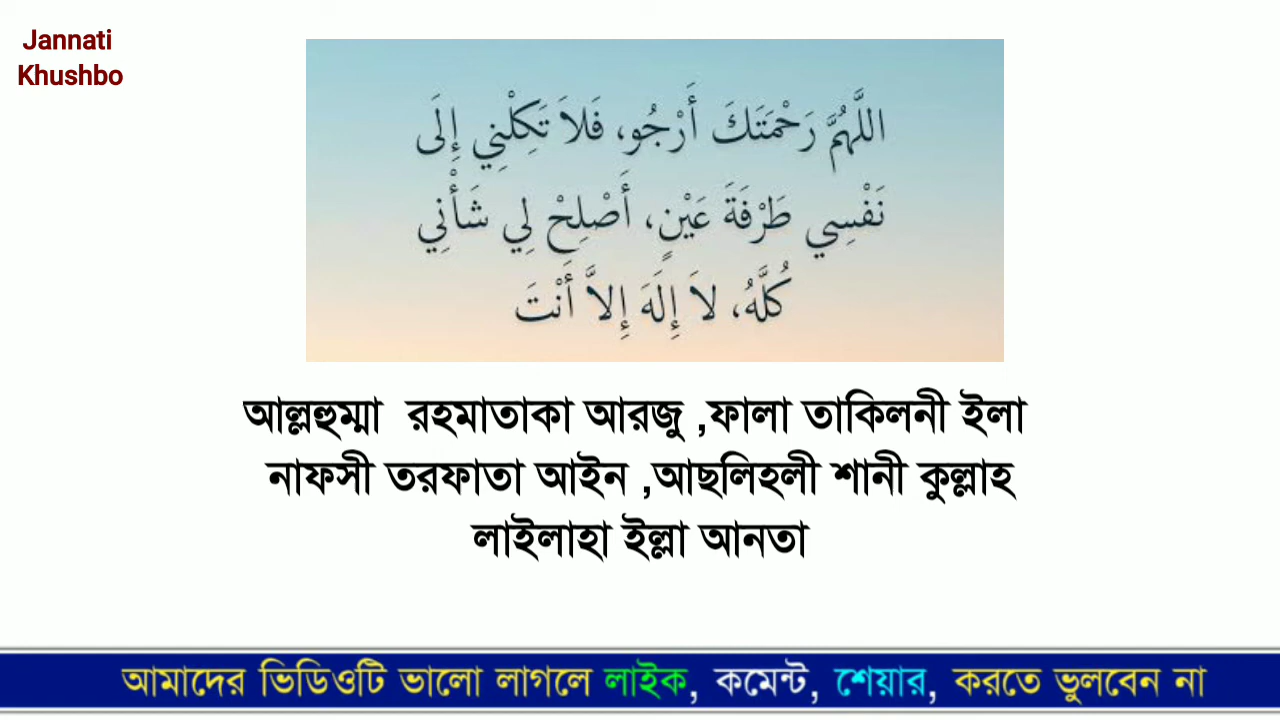 Jannati
Khushbo
اللَّهُمَّ رَحْمَتَكَ أَرْجُو، فَلاَ تَكِلْنِي إِلَى
نَفْسِي طَرْفَةَ عَيْنٍ، أَصْلِحْ لِي شَأْنِي
كُلَّهُ، لاَ إِلَهَ إِلاَّ أَنْتَ
আল্লহুম্মা রহমাতাকা আরজু ,ফালা তাকিলনী ইলা
নাফসী তরফাতা আইন ,আছলিহলী শানী কুল্লাহ
লাইলাহা ইল্লা আনতা
আমাদের ভিডিওটি ভালো লাগলে লাইক, কমেন্ট, শেয়ার, করতে ভুলবেন না